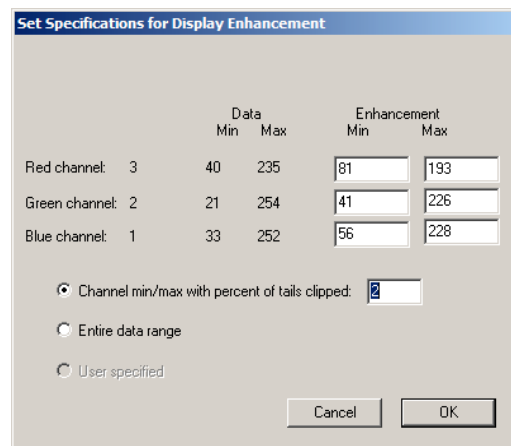 Set Specifications for Display Enhancement
Data Enhancement
Min Max Min Max
Red channel: 3 40 235 81 193
Green channel: 2 21 254 41 226
Blue channel: 1 33 252 56 228
Channel min/max with percent of tails clipped: 2
Entire data range
User specified
Cancel OK